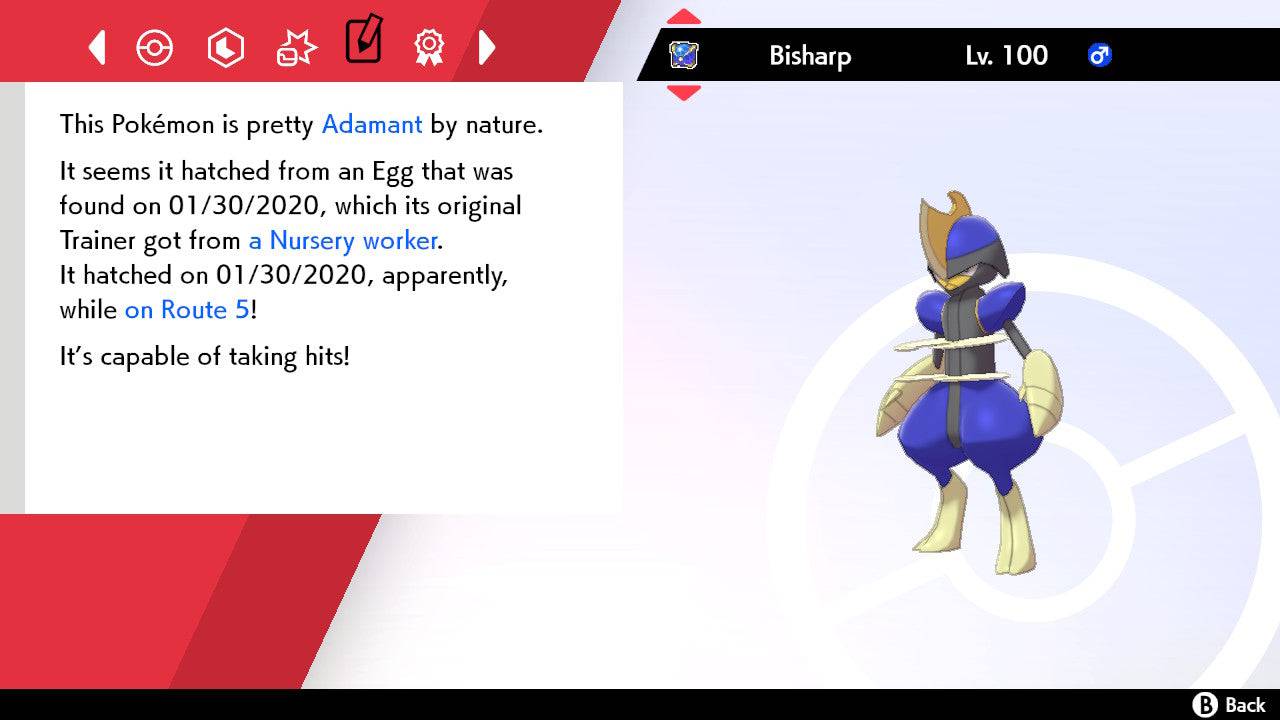 Bisharp Lv. 100
This Pokémon is pretty Adamant by nature.
It seems it hatched from an Egg that was
found on 01/30/2020, which its original
Trainer got from a Nursery worker.
It hatched on 01/30/2020, apparently,
while on Route 5!
It's capable of taking hits!
B Back